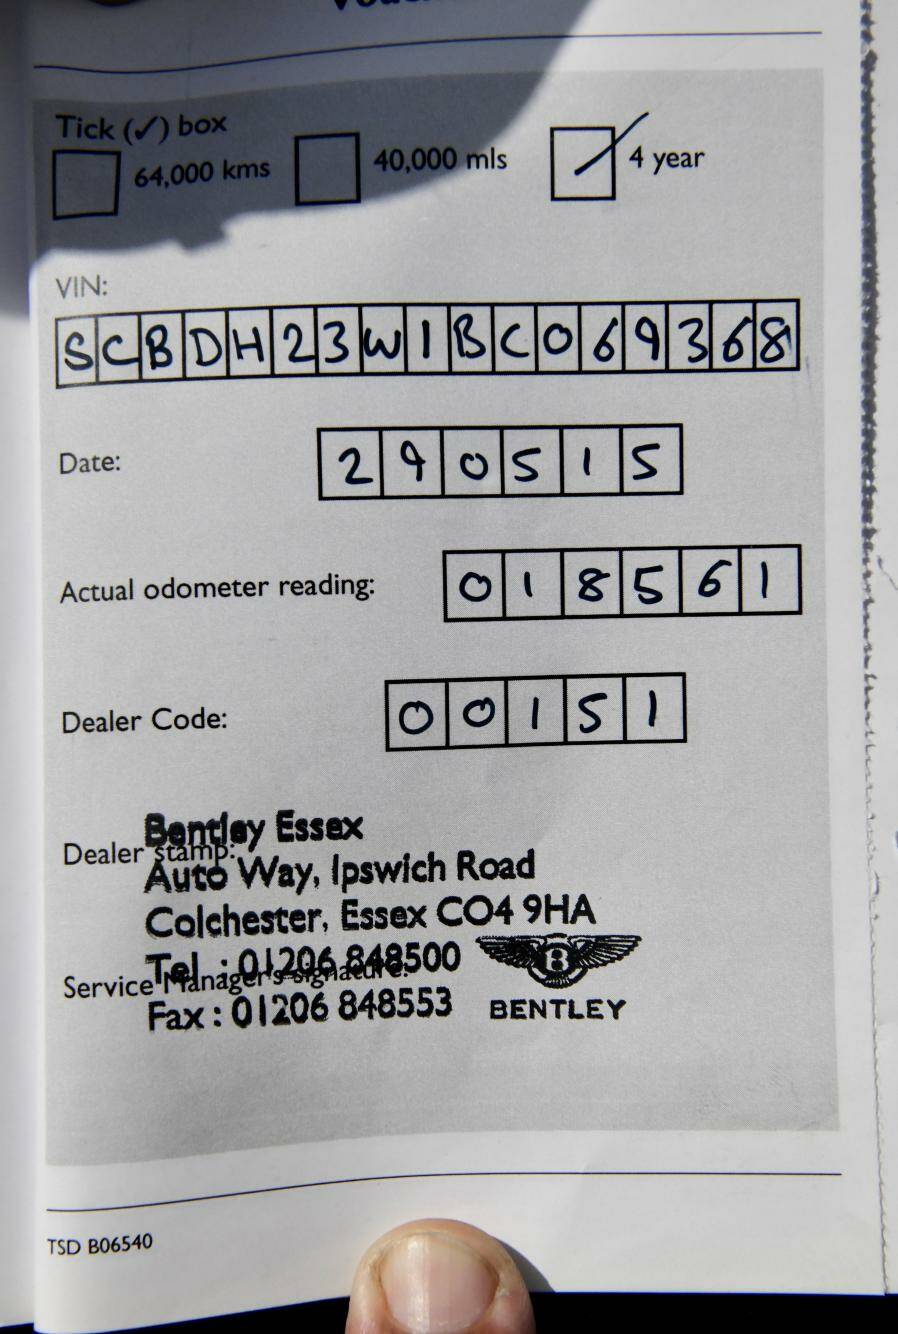 Tick (✓) box
64,000 kms 40,000 mls 4 year
VIN:
SCBDH23W1BC069368
Date: 290515
Actual odometer reading: 018561
Dealer Code: 00151
Bentley Essex
Dealer stamp:
Auto Way, Ipswich Road
Colchester, Essex CO4 9HA
Tel : 01206 848500
Service Manager's signature:
Fax : 01206 848553
B
BENTLEY
TSD B06540